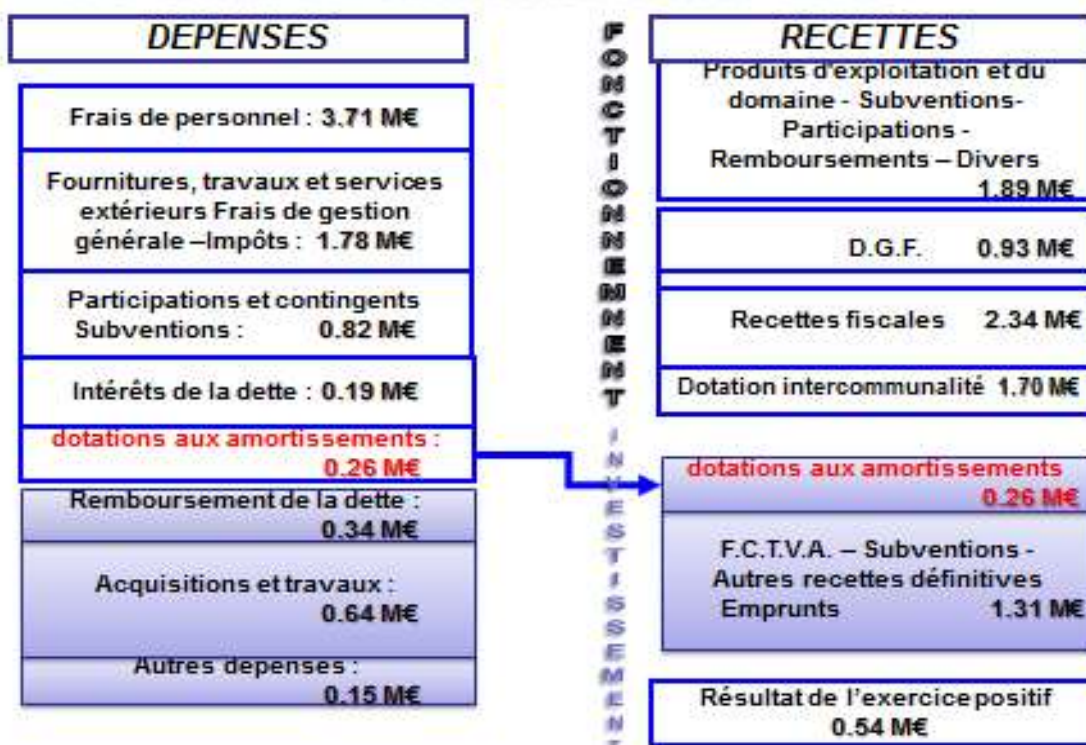 DEPENSES
Frais de personnel : 3.71 M€
Fournitures, travaux et services
extérieurs Frais de gestion
générale –Impôts : 1.78 M€
Participations et contingents
Subventions : 0.82 M€
Intérêts de la dette : 0.19 M€
dotations aux amortissements :
0.26 M€
Remboursement de la dette :
0.34 M€
Acquisitions et travaux :
0.64 M€
Autres depenses :
0.15 M€
FONCTIONNEMNENT
INVESTISSEMENT
RECETTES
Produits d'exploitation et du
domaine - Subventions-
Participations -
Remboursements – Divers
1.89 M€
D.G.F. 0.93 M€
Recettes fiscales 2.34 M€
Dotation intercommunalité 1.70 M€
dotations aux amortissements
0.26 M€
F.C.T.V.A. – Subventions -
Autres recettes définitives
Emprunts 1.31 M€
Résultat de l'exercice positif
0.54 M€